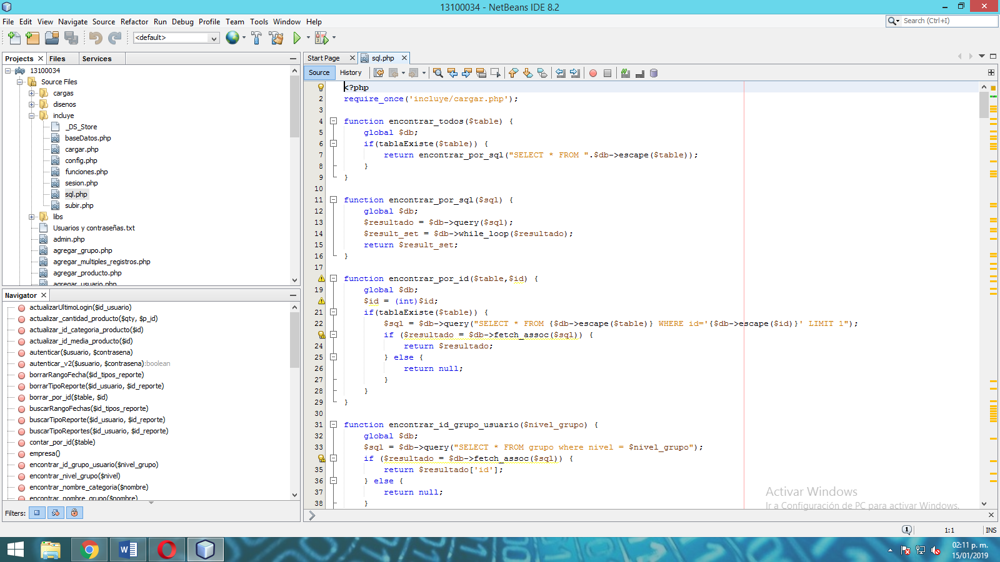 13100034 - NetBeans IDE 8.2
File Edit View Navigate Source Refactor Run Debug Profile Team Tools Window Help
Search (Ctrl+I)
<default>
Projects Files Services
13100034
Source Files
cargas
disenos
incluye
_DS_Store
baseDatos.php
cargar.php
config.php
funciones.php
sesion.php
sql.php
subir.php
libs
Usuarios y contraseñas.txt
admin.php
agregar_grupo.php
agregar_multiples_registros.php
agregar_producto.php
agregar_usuario.php
Navigator
actualizarUltimoLogin($id_usuario)
actualizar_cantidad_producto($qty, $p_id)
actualizar_id_categoria_producto($id)
actualizar_id_media_producto($id)
autenticar($usuario, $contrasena)
autenticar_v2($usuario, $contrasena):boolean
borrarRangoFecha($id_tipos_reporte)
borrarTipoReporte($id_usuario, $id_reporte)
borrar_por_id($table, $id)
buscarRangoFechas($id_tipos_reporte)
buscarTipoReporte($id_usuario, $id_reporte)
buscarTipoReportes($id_usuario, $id_reporte)
contar_por_id($table)
empresa()
encontrar_id_grupo_usuario($nivel_grupo)
encontrar_nivel_grupo($nivel)
encontrar_nombre_categoria($nombre)
encontrar_nombre_grupo($nombre)
Filters:
Start Page sql.php
Source History
<?php
2 require_once('incluye/cargar.php');
3
4 function encontrar_todos($table) {
5 global $db;
6 if(tablaExiste($table)) {
7 return encontrar_por_sql("SELECT * FROM ".$db->escape($table));
8 }
9 }
10
11 function encontrar_por_sql($sql) {
12 global $db;
13 $resultado = $db->query($sql);
14 $result_set = $db->while_loop($resultado);
15 return $result_set;
16 }
17
function encontrar_por_id($table,$id) {
19 global $db;
$id = (int)$id;
21 if(tablaExiste($table)) {
22 $sql = $db->query("SELECT * FROM {$db->escape($table)} WHERE id='{$db->escape($id)}' LIMIT 1");
if ($resultado = $db->fetch_assoc($sql)) {
24 return $resultado;
25 } else {
26 return null;
27 }
28 }
29 }
30
31 function encontrar_id_grupo_usuario($nivel_grupo) {
32 global $db;
33 $sql = $db->query("SELECT * FROM grupo where nivel = $nivel_grupo");
if ($resultado = $db->fetch_assoc($sql)) {
35 return $resultado['id'];
36 } else {
37 return null;
38 }
Activar Windows
Ir a Configuración de PC para activar Windows.
1 1:1 INS
02:11 p. m.
15/01/2019